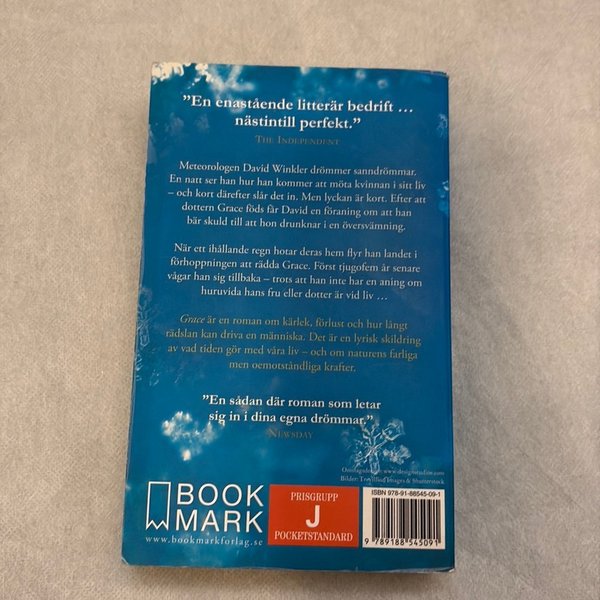 ”En enastående litterär bedrift …
nästintill perfekt.”
The Independent
Meteorologen David Winkler drömmer sanndrömmar.
En natt ser han hur han kommer att möta kvinnan i sitt liv
– och kort därefter slår det in. Men lyckan är kort. Efter att
dottern Grace föds får David en föraning om att han
bär skuld till att hon drunknar i en översvämning.
När ett ihållande regn hotar deras hem flyr han landet i
förhoppningen att rädda Grace. Först tjugofem år senare
vågar han sig tillbaka – trots att han inte har en aning om
huruvida hans fru eller dotter är vid liv …
Grace är en roman om kärlek, förlust och hur långt
rädslan kan driva en människa. Det är en lyrisk skildring
av vad tiden gör med våra liv – och om naturens farliga
men oemotståndliga krafter.
”En sådan där roman som letar
sig in i dina egna drömmar.”
Newsday
Bilder: Trevillion Images & Shutterstock
BOOK
MARK
www.bookmarkforlag.se
PRISGRUPP
J
POCKETSTANDARD
ISBN 978-91-88545-09-1
9 789188 545091